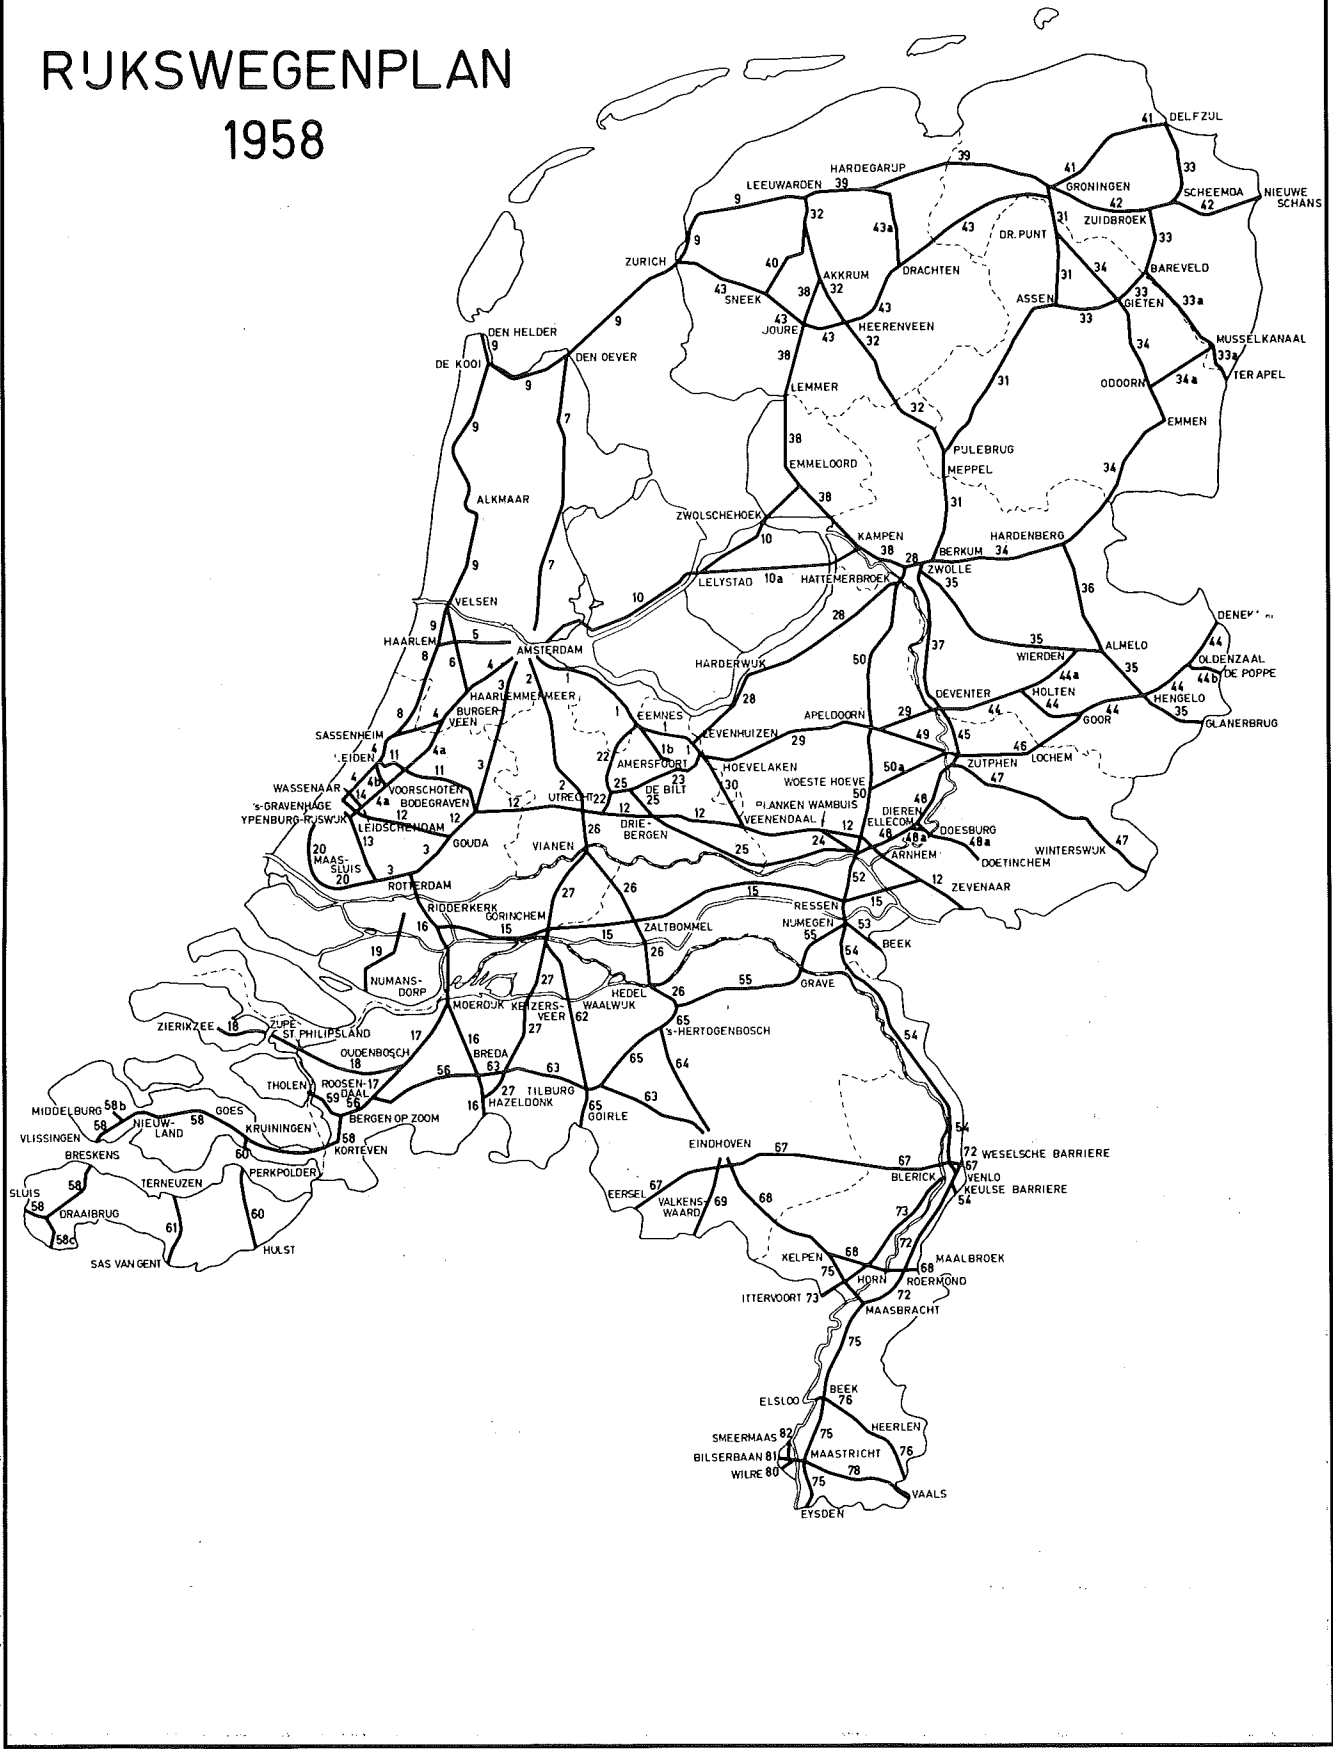 RIJKSWEGENPLAN
1958
41
DELFZIJL
39
HARDEGARIJP
41
33
LEEUWARDEN
39
GRONINGEN
SCHEEMDA
NIEUWE
SCHANS
9
42
42
32
43a
43
31
ZUIDBROEK
DR. PUNT
33
9
ZURICH
40
DRACHTEN
31
34
BAREVELD
AKKRUM
32
38
43
SNEEK
33
GIETEN
33a
ASSEN
33
43
JOURE
43
43
HEERENVEEN
32
9
DEN HELDER
9
MUSSELKANAAL
34
33a
DE KOOI
DEN OEVER
38
TER APEL
9
LEMMER
31
ODOORN
34a
32
EMMEN
7
9
38
PIJLEBRUG
EMMELOORD
MEPPEL
34
ALKMAAR
38
31
ZWOLSCHEHOEK
10
KAMPEN
38
HARDENBERG
28
BERKUM
34
9
7
LELYSTAD
10a
HATTEMERBROEK
ZWOLLE
35
36
VELSEN
10
28
9
HAARLEM
5
AMSTERDAM
37
35
ALMELO
44
8
6
4
HARDERWIJK
50
WIERDEN
OLDENZAAL
DE POPPE
3
2
1
35
44a
44
44b
HAARLEMMERMEER
DEVENTER
HOLTEN
HENGELO
28
8
4
BURGER-
VEEN
1
EEMNES
APELDOORN
29
44
44
44
GOOR
35
GLANERBRUG
SASSENHEIM
1
ZEVENHUIZEN
29
49
45
46
4
LEIDEN
11
4a
3
22
1b
1
AMERSFOORT
HOEVELAKEN
LOCHEM
ZUTPHEN
4
4b
11
23
50a
WOESTE HOEVE
47
WASSENAAR
VOORSCHOTEN
25
DE BILT
30
50
14
4a
BODEGRAVEN
2
UTRECHT
22
25
's-GRAVENHAGE
12
12
PLANKEN WAMBUIS
48
DIEREN
YPENBURG-RIJSWIJK
12
12
DRIE-
BERGEN
12
VEENENDAAL
12
ELLECOM
DOESBURG
LEIDSCHENDAM
26
24
48
48a
48a
13
GOUDA
VIANEN
25
ARNHEM
DOETINCHEM
WINTERSWIJK
47
20
MAAS-
SLUIS
3
20
3
52
12
ROTTERDAM
27
26
15
ZEVENAAR
RIDDERKERK
RESSEN
15
GORINCHEM
16
15
15
ZALTBOMMEL
NIJMEGEN
53
55
BEEK
19
26
54
NUMANS-
DORP
27
HEDEL
55
GRAVE
26
MOERDIJK
KEIZERS-
VEER
WAALWIJK
ZIERIKZEE
18
ZIJPE
ST. PHILIPSLAND
62
65
's-HERTOGENBOSCH
17
27
54
OUDENBOSCH
16
18
BREDA
65
64
56
63
63
THOLEN
ROOSEN-
DAAL
17
59
56
27
TILBURG
63
MIDDELBURG
58b
GOES
16
HAZELDONK
65
GOIRLE
58
58
NIEUW-
LAND
BERGEN OP ZOOM
VLISSINGEN
KRUININGEN
58
KORTEVEN
54
EINDHOVEN
BRESKENS
60
67
72
WESELSCHE BARRIERE
PERKPOLDER
67
67
TERNEUZEN
BLERICK
VENLO
KEULSE BARRIERE
SLUIS
58
58
EERSEL
67
68
54
VALKENS-
WAARD
69
DRAAIBRUG
60
73
61
58c
72
HULST
68
MAALBROEK
SAS VAN GENT
KELPEN
68
75
HORN
ROERMOND
ITTERVOORT
73
72
MAASBRACHT
75
BEEK
ELSLOO
76
HEERLEN
SMEERMAAS
82
75
BILSERBAAN
81
MAASTRICHT
76
WILRE
80
78
75
VAALS
EYSDEN